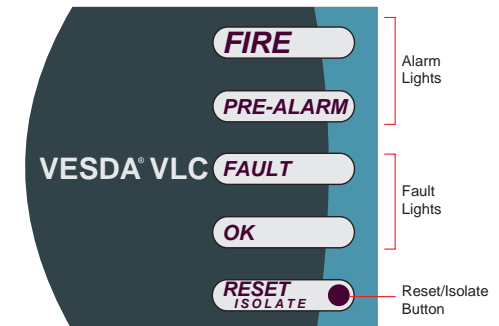 FIRE
PRE-ALARM
VESDA® VLC
FAULT
OK
RESET
ISOLATE
Alarm
Lights
Fault
Lights
Reset/Isolate
Button